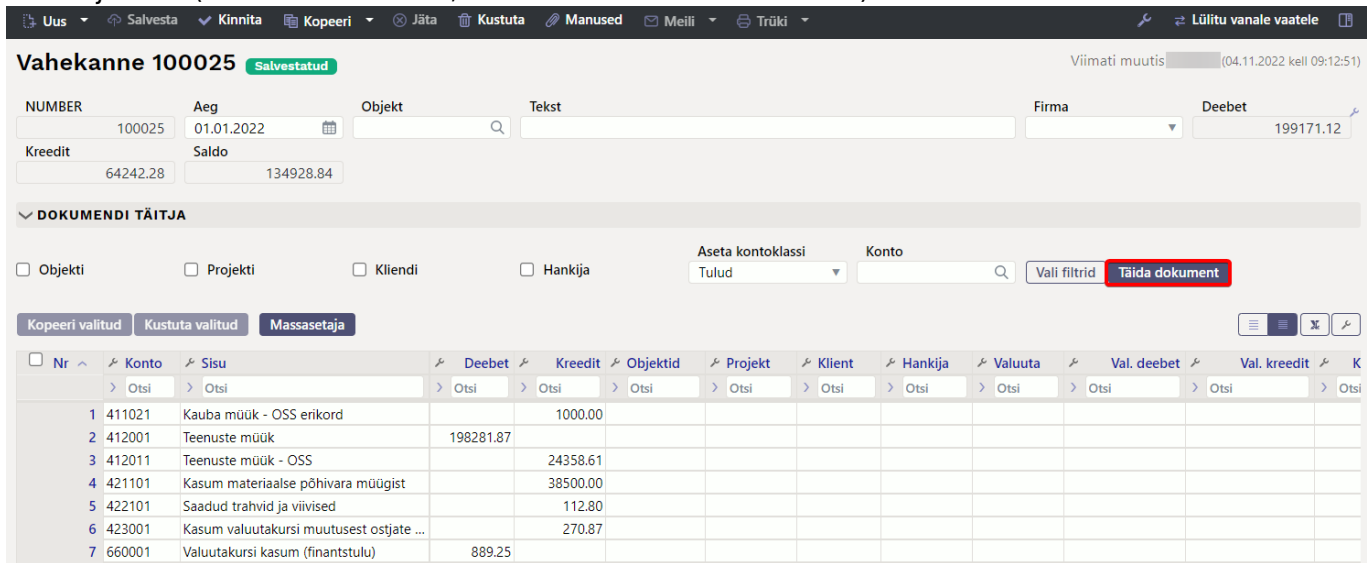 Uus Salvesta Kinnita Kopeeri Jäta Kustuta Manused Meili Trüki Lülitu vanale vaatele
Vahekanne 100025 Salvestatud Viimati muutis (04.11.2022 kell 09:12:51)
NUMBER Aeg Objekt Tekst Firma Deebet
100025 01.01.2022 199171.12
Kreedit Saldo
64242.28 134928.84
DOKUMENDI TÄITJA
Aseta kontoklassi Konto
Objekti Projekti Kliendi Hankija Tulud Vali filtrid Täida dokument
Kopeeri valitud Kustuta valitud Massasetaja
Nr Konto Sisu Deebet Kreedit Objektid Projekt Klient Hankija Valuuta Val. deebet Val. kreedit K
Otsi Otsi Otsi Otsi Otsi Otsi Otsi Otsi Otsi Otsi Otsi Otsi
1 411021 Kauba müük - OSS erikord 1000.00
2 412001 Teenuste müük 198281.87
3 412011 Teenuste müük - OSS 24358.61
4 421101 Kasum materiaalse põhivara müügist 38500.00
5 422101 Saadud trahvid ja viivised 112.80
6 423001 Kasum valuutakursi muutusest ostjate ... 270.87
7 660001 Valuutakursi kasum (finantstulu) 889.25